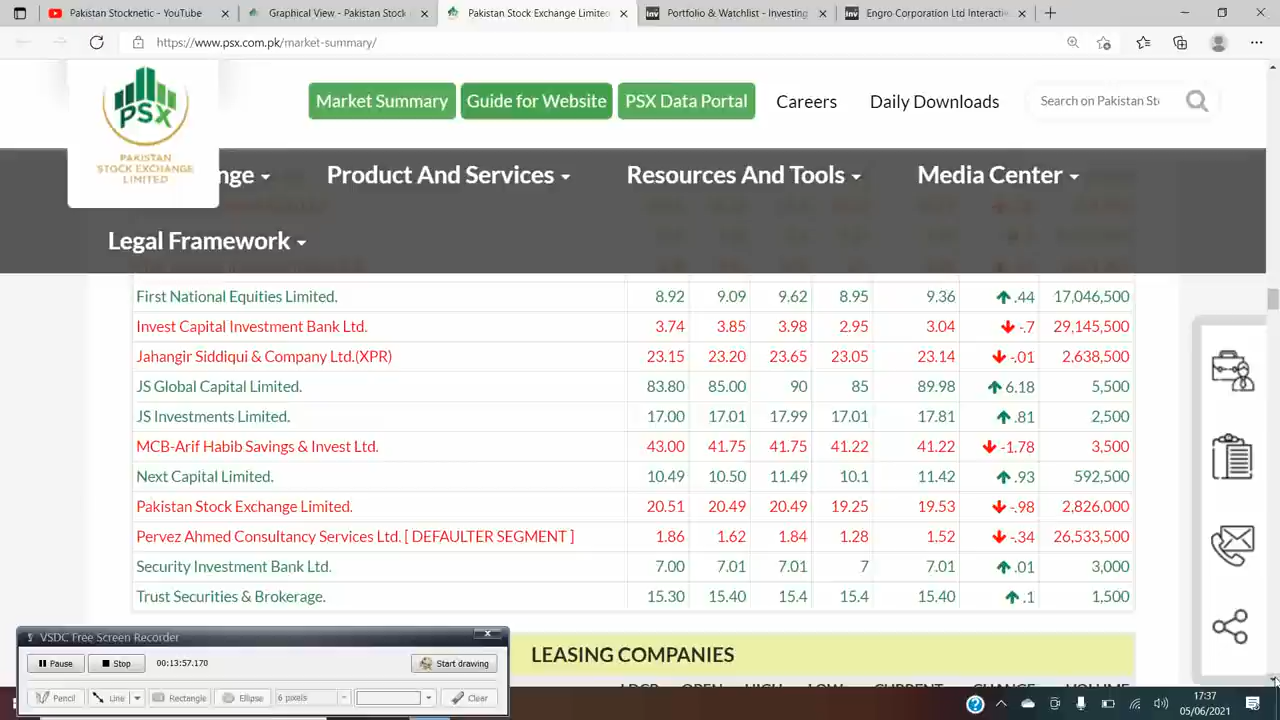 Pakistan Stocknetic - YouTube
Graphical View - Pakistan Stock
Pakistan Stock Exchange Limited
Portfolio & Watchlist - Investing
Engro Corporation Ltd Interactiv
https://www.psx.com.pk/market-summary/
PSX
PAKISTAN
STOCK EXCHANGE
LIMITED
Market Summary
Guide for Website
PSX Data Portal
Careers
Daily Downloads
Search on Pakistan Sto
nge
Product And Services
Resources And Tools
Media Center
Legal Framework
First National Equities Limited. 8.92 9.09 9.62 8.95 9.36 .44 17,046,500
Invest Capital Investment Bank Ltd. 3.74 3.85 3.98 2.95 3.04 -.7 29,145,500
Jahangir Siddiqui & Company Ltd.(XPR) 23.15 23.20 23.65 23.05 23.14 -.01 2,638,500
JS Global Capital Limited. 83.80 85.00 90 85 89.98 6.18 5,500
JS Investments Limited. 17.00 17.01 17.99 17.01 17.81 .81 2,500
MCB-Arif Habib Savings & Invest Ltd. 43.00 41.75 41.75 41.22 41.22 -1.78 3,500
Next Capital Limited. 10.49 10.50 11.49 10.1 11.42 .93 592,500
Pakistan Stock Exchange Limited. 20.51 20.49 20.49 19.25 19.53 -.98 2,826,000
Pervez Ahmed Consultancy Services Ltd. [ DEFAULTER SEGMENT ] 1.86 1.62 1.84 1.28 1.52 -.34 26,533,500
Security Investment Bank Ltd. 7.00 7.01 7.01 7 7.01 .01 3,000
Trust Securities & Brokerage. 15.30 15.40 15.4 15.4 15.40 .1 1,500
LEASING COMPANIES
LDCP OPEN HIGH LOW CURRENT CHANGE VOLUME
VSDC Free Screen Recorder
Pause
Stop
00:13:57.170
Start drawing
Pencil
Line
Rectangle
Ellipse
6 pixels
Clear
17:37
05/06/2021